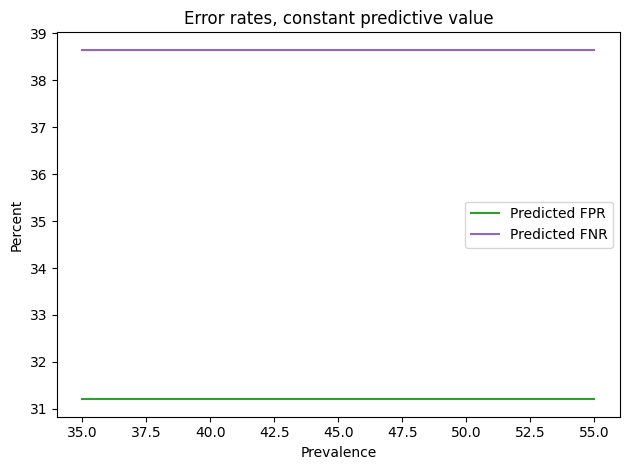 Error rates, constant predictive value
39
38
37
36
35
34
33
32
31
Percent
Predicted FPR
Predicted FNR
35.0 37.5 40.0 42.5 45.0 47.5 50.0 52.5 55.0
Prevalence